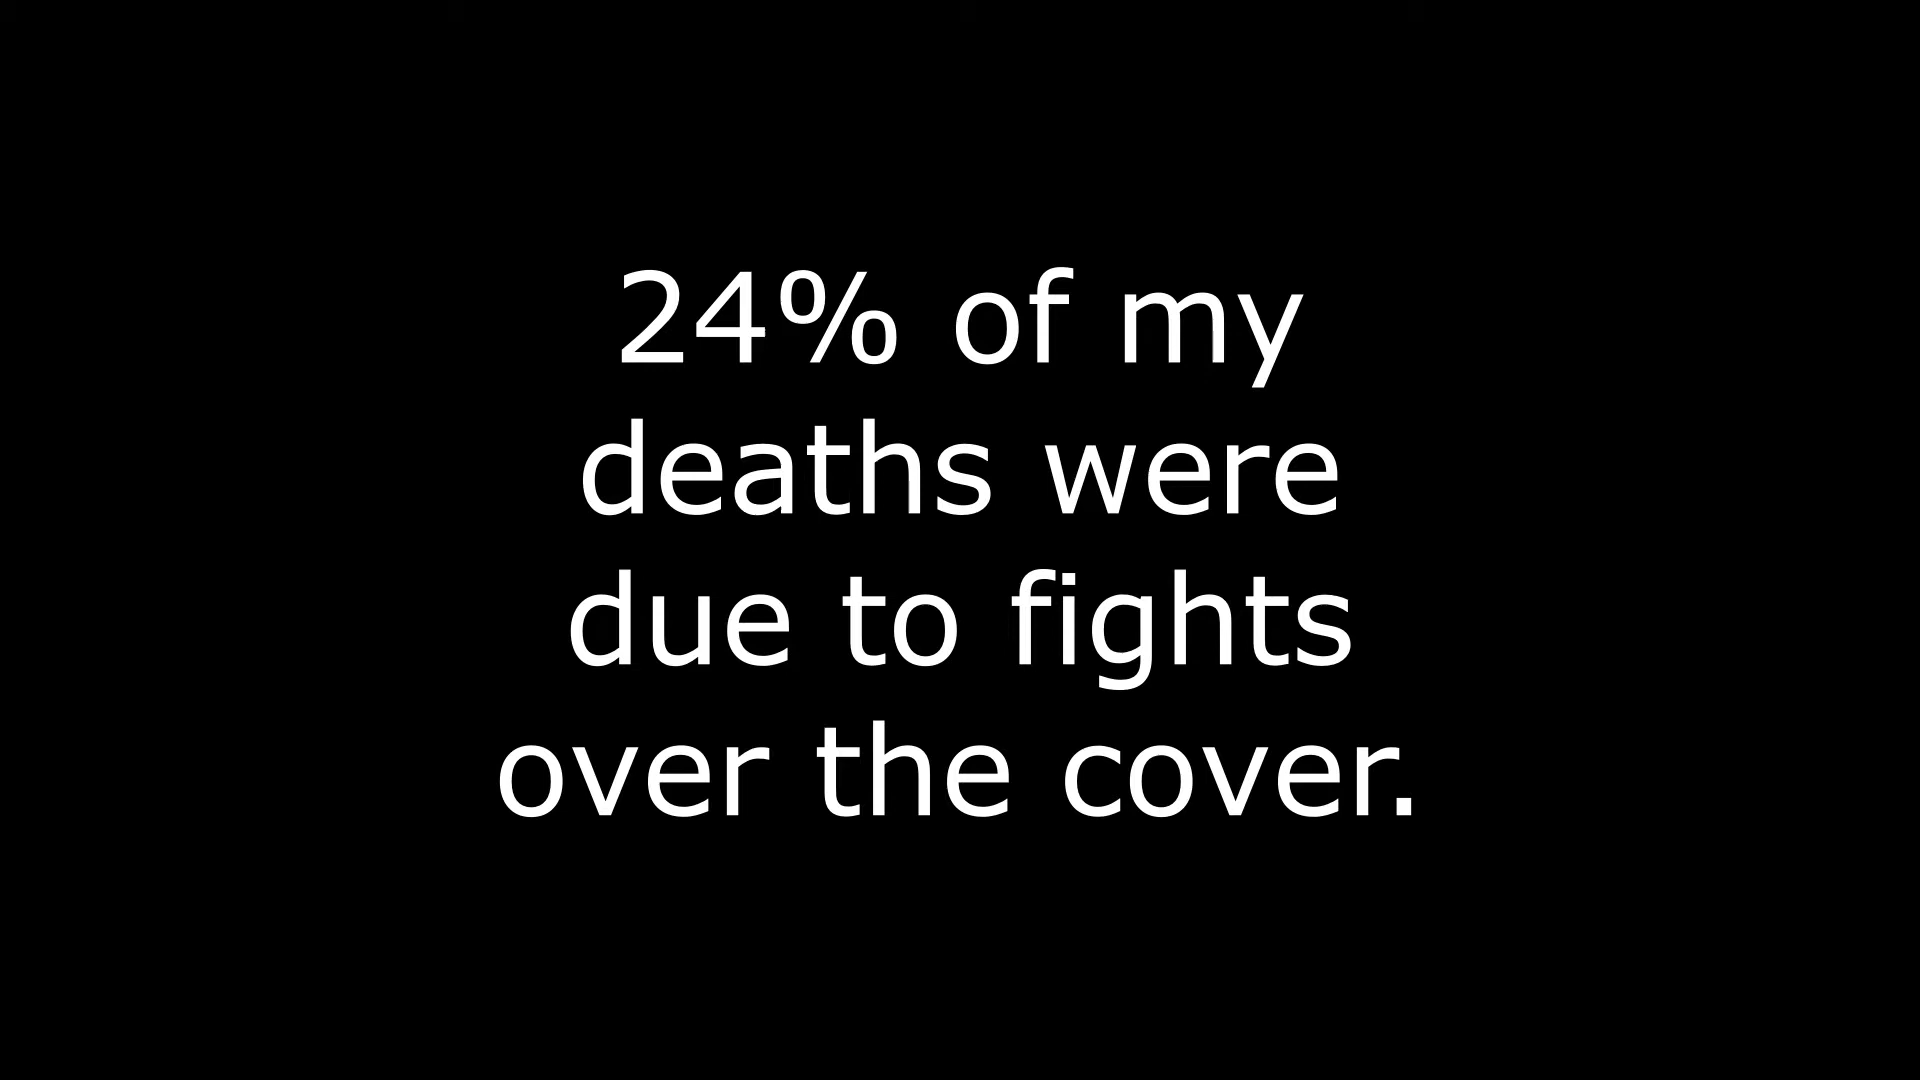 24% of my
deaths were
due to fights
over the cover.